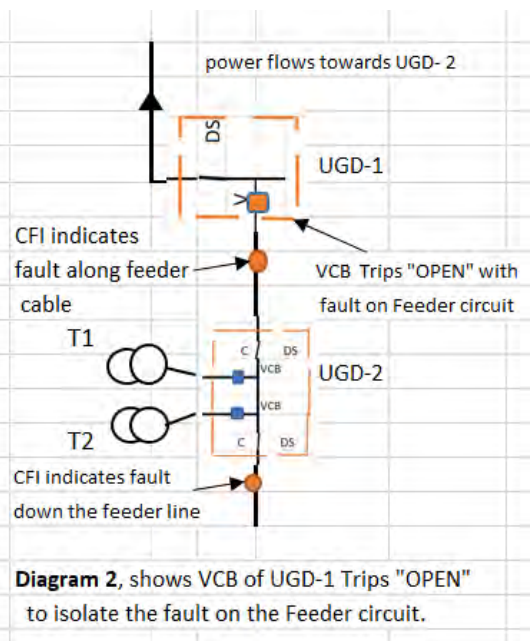 power flows towards UGD- 2
DS
UGD-1
V
CFI indicates
fault along feeder
cable
VCB Trips "OPEN" with
fault on Feeder circuit
T1
C DS
VCB
UGD-2
VCB
T2
C DS
CFI indicates fault
down the feeder line
Diagram 2, shows VCB of UGD-1 Trips "OPEN"
to isolate the fault on the Feeder circuit.